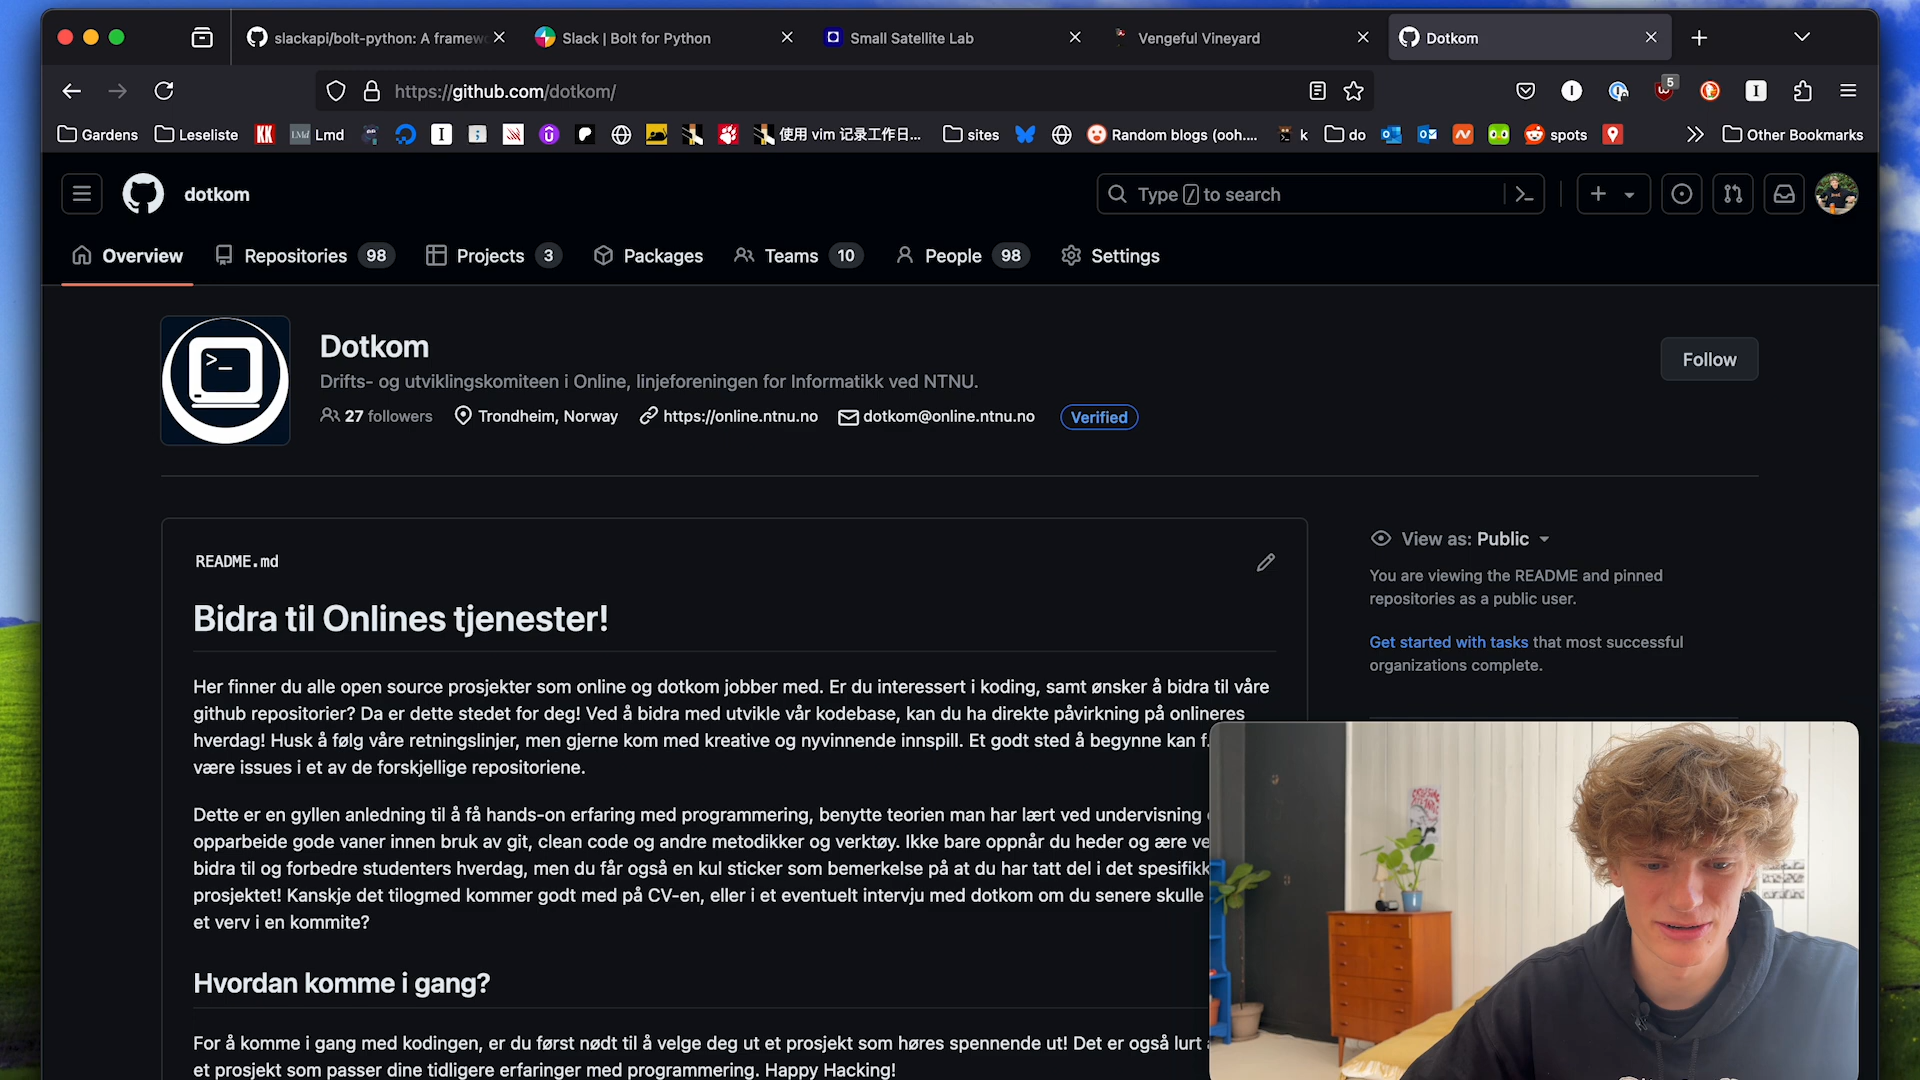 slackapi/bolt-python: A framew
Slack | Bolt for Python
Small Satellite Lab
Vengeful Vineyard
Dotkom
https://github.com/dotkom/
5
Gardens
Leseliste
KK
LMd Lmd
使用 vim 记录工作日...
sites
Random blogs (ooh....
k
do
spots
Other Bookmarks
dotkom
Type / to search
Overview
Repositories 98
Projects 3
Packages
Teams 10
People 98
Settings
Dotkom
Follow
Drifts- og utviklingskomiteen i Online, linjeforeningen for Informatikk ved NTNU.
27 followers
Trondheim, Norway
https://online.ntnu.no
dotkom@online.ntnu.no
Verified
README.md
Bidra til Onlines tjenester!
Her finner du alle open source prosjekter som online og dotkom jobber med. Er du interessert i koding, samt ønsker å bidra til våre
github repositorier? Da er dette stedet for deg! Ved å bidra med utvikle vår kodebase, kan du ha direkte påvirkning på onlineres
hverdag! Husk å følg våre retningslinjer, men gjerne kom med kreative og nyvinnende innspill. Et godt sted å begynne kan f.
være issues i et av de forskjellige repositoriene.
Dette er en gyllen anledning til å få hands-on erfaring med programmering, benytte teorien man har lært ved undervisning
opparbeide gode vaner innen bruk av git, clean code og andre metodikker og verktøy. Ikke bare oppnår du heder og ære ve
bidra til og forbedre studenters hverdag, men du får også en kul sticker som bemerkelse på at du har tatt del i det spesifikk
prosjektet! Kanskje det tilogmed kommer godt med på CV-en, eller i et eventuelt intervju med dotkom om du senere skulle
et verv i en kommite?
Hvordan komme i gang?
For å komme i gang med kodingen, er du først nødt til å velge deg ut et prosjekt som høres spennende ut! Det er også lurt
et prosjekt som passer dine tidligere erfaringer med programmering. Happy Hacking!
View as: Public
You are viewing the README and pinned
repositories as a public user.
Get started with tasks that most successful
organizations complete.